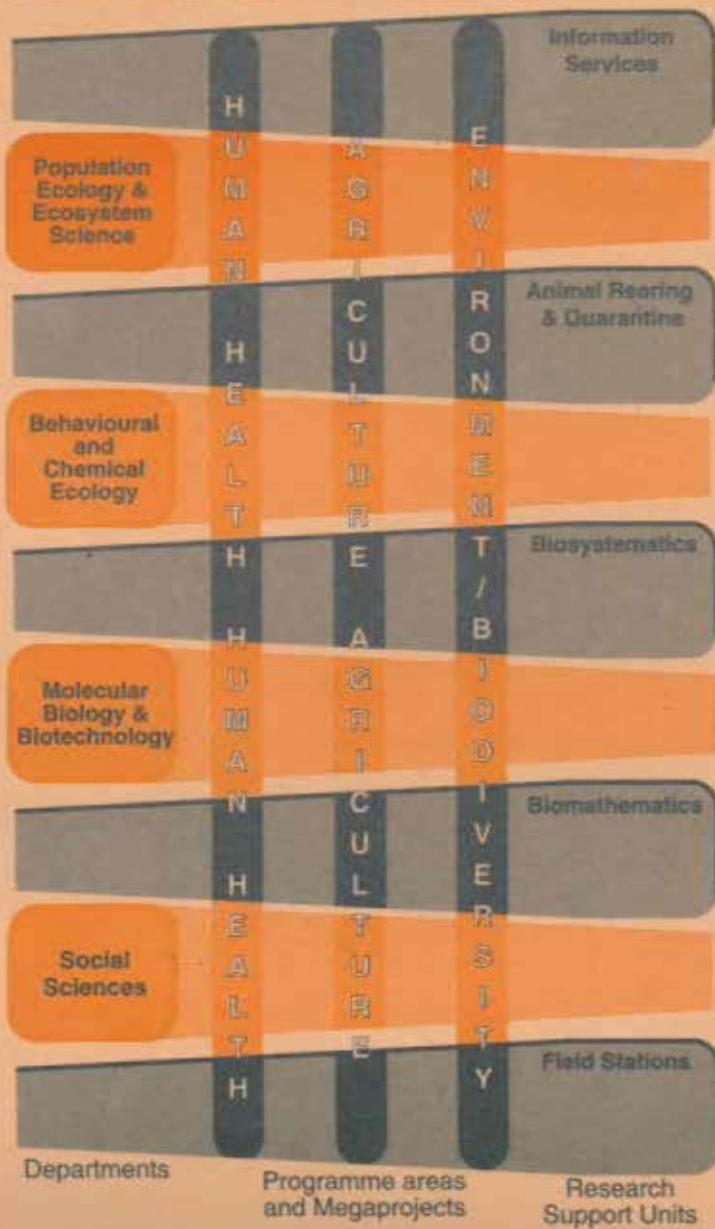 Information
Services
Population
Ecology &
Ecosystem
Science
Animal Rearing
& Quarantine
Behavioural
and
Chemical
Ecology
Biosystematics
Molecular
Biology &
Biotechnology
Biomathematics
Social
Sciences
Field Stations
HUMAN HEALTH HUMAN HEALTH
AGRICULTURE AGRICULTURE
ENVIRONMENT/BIODIVERSITY
Departments
Programme areas
and Megaprojects
Research
Support Units